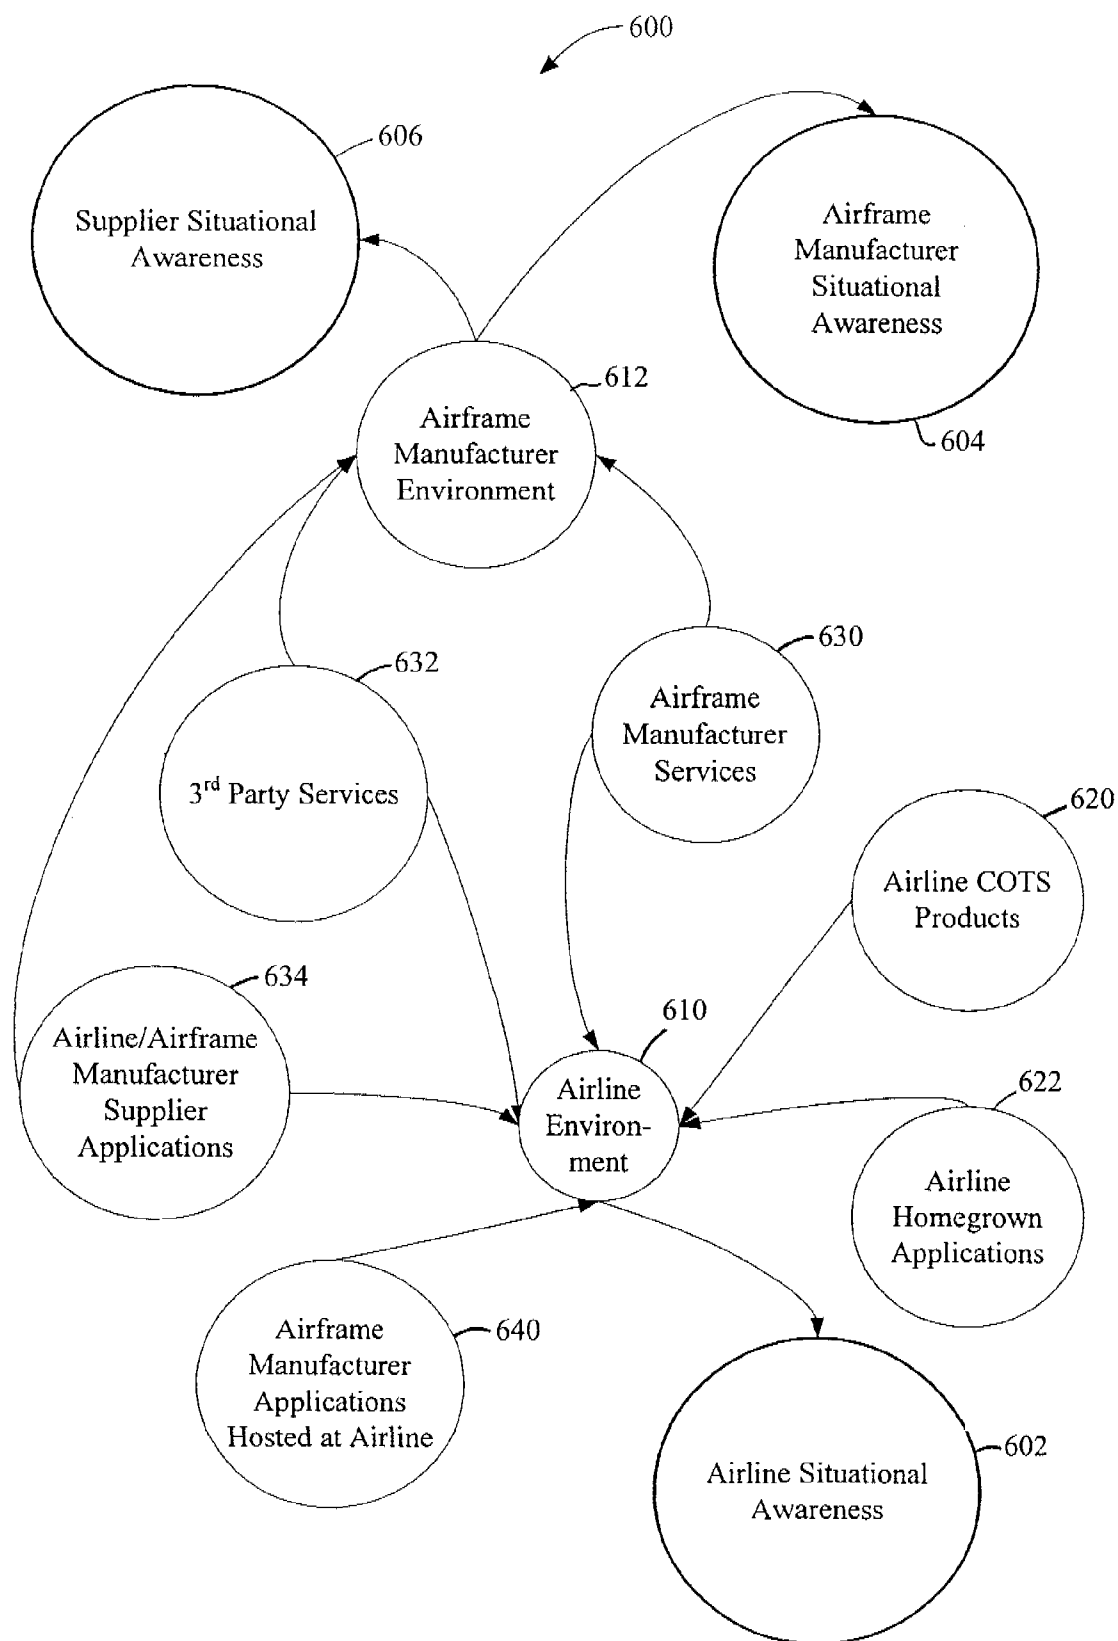 600
606
Supplier Situational
Awareness
Airframe
Manufacturer
Situational
Awareness
604
612
Airframe
Manufacturer
Environment
630
632
Airframe
Manufacturer
Services
3rd Party Services
620
Airline COTS
Products
634
Airline/Airframe
Manufacturer
Supplier
Applications
610
Airline
Environ-
ment
622
Airline
Homegrown
Applications
640
Airframe
Manufacturer
Applications
Hosted at Airline
602
Airline Situational
Awareness